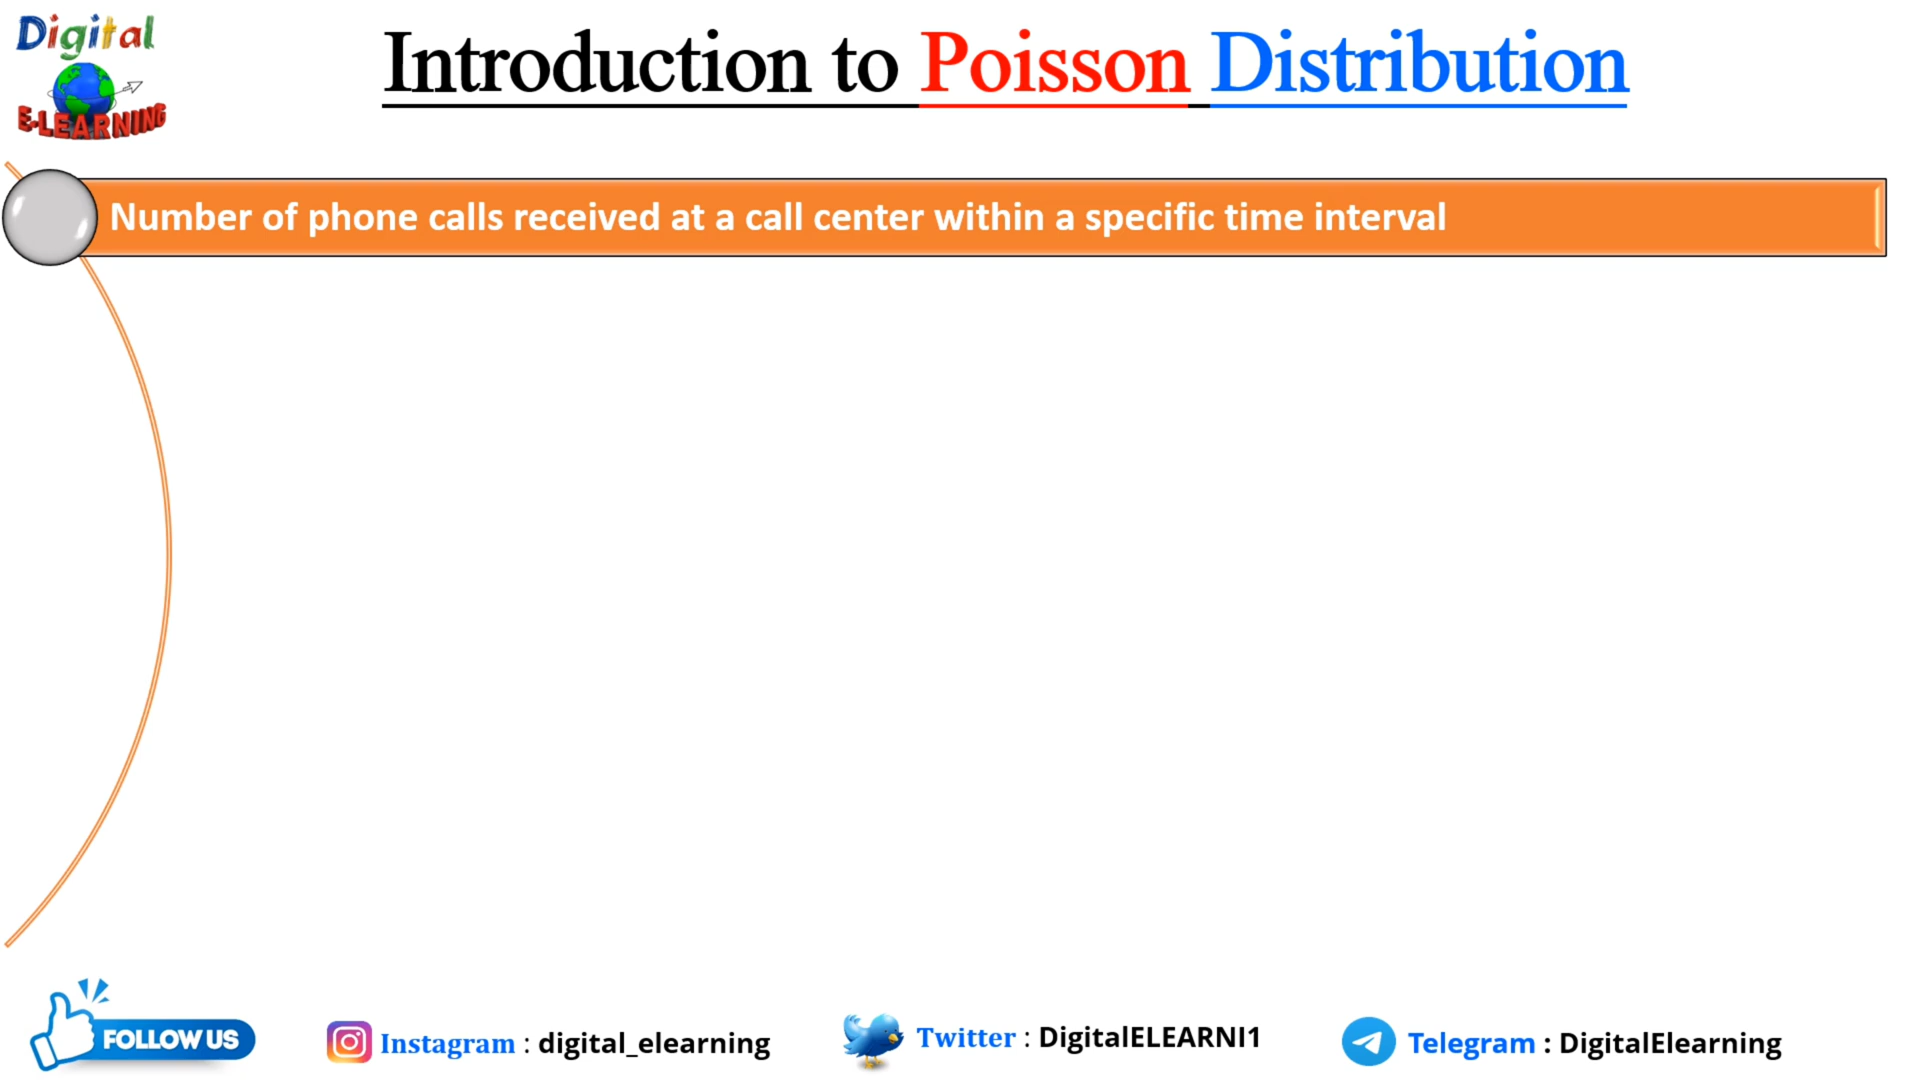 Digital
E-LEARNING
Introduction to Poisson Distribution
Number of phone calls received at a call center within a specific time interval
FOLLOW US
Instagram : digital_elearning
Twitter : DigitalELEARNI1
Telegram : DigitalElearning